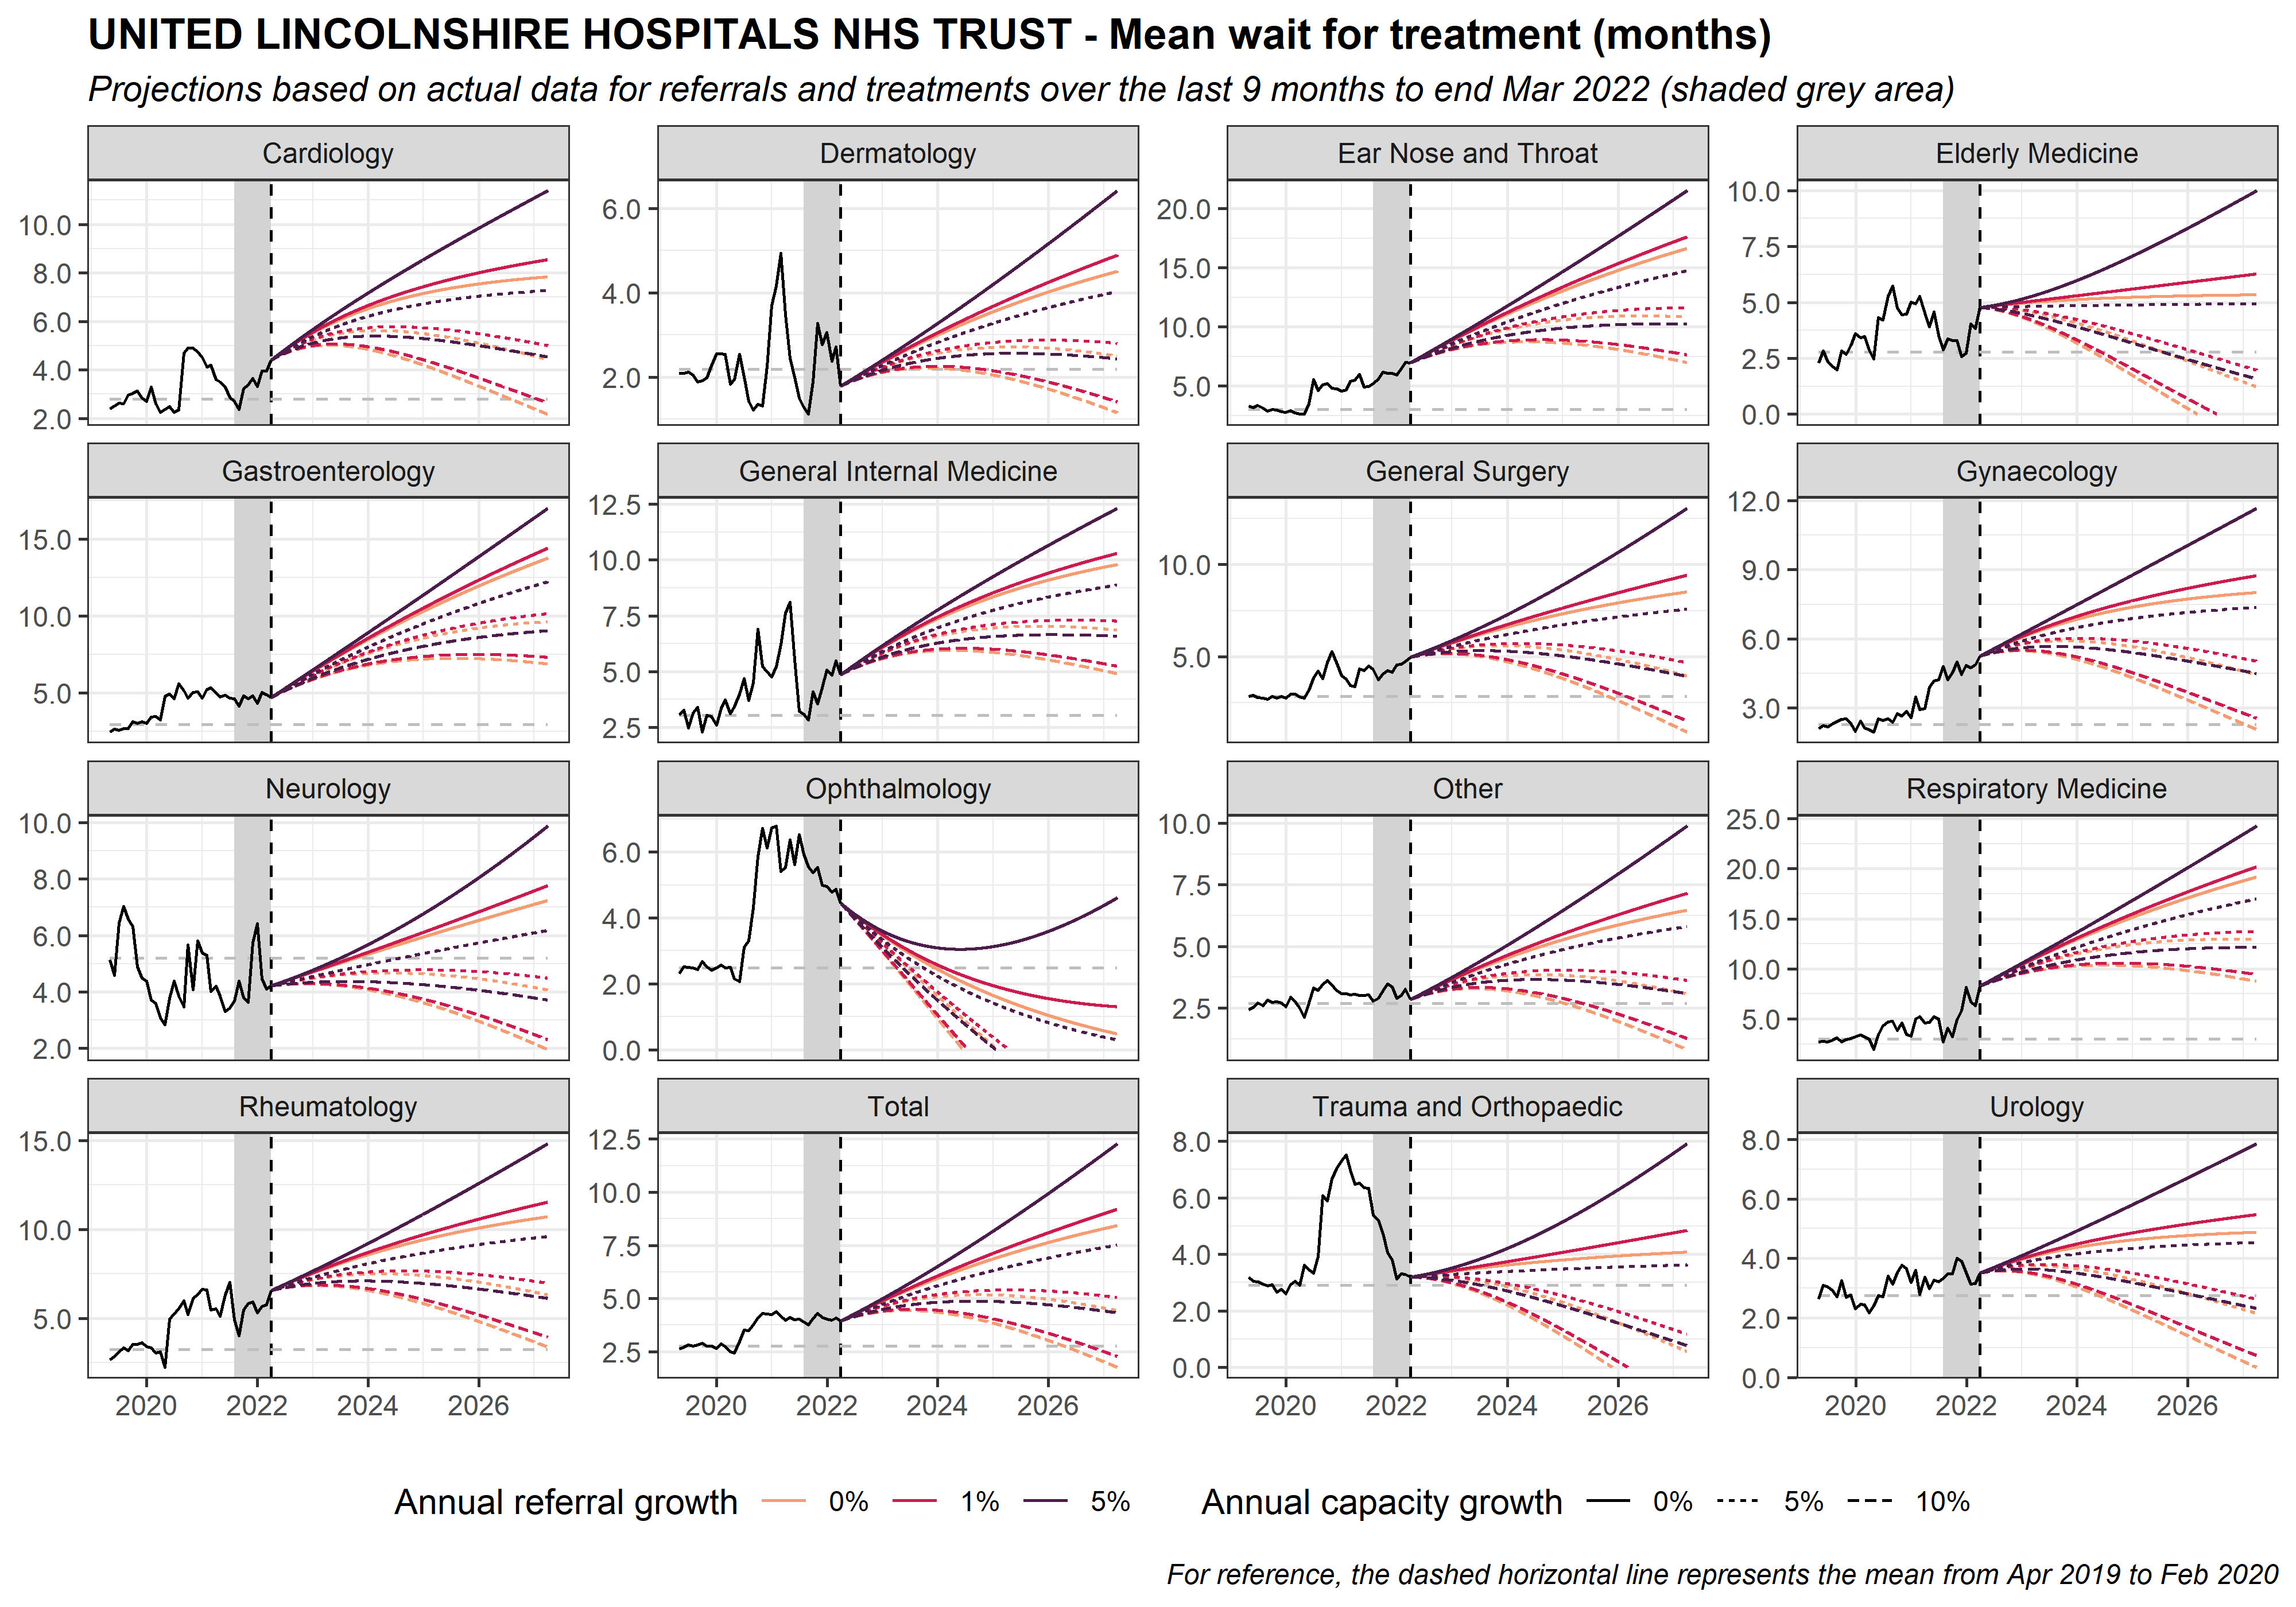 UNITED LINCOLNSHIRE HOSPITALS NHS TRUST - Mean wait for treatment (months)
Projections based on actual data for referrals and treatments over the last 9 months to end Mar 2022 (shaded grey area)
Cardiology Dermatology Ear Nose and Throat Elderly Medicine
10.0 8.0 6.0 4.0 2.0
6.0 4.0 2.0
20.0 15.0 10.0 5.0
10.0 7.5 5.0 2.5 0.0
Gastroenterology General Internal Medicine General Surgery Gynaecology
15.0 10.0 5.0
12.5 10.0 7.5 5.0 2.5
10.0 5.0
12.0 9.0 6.0 3.0
Neurology Ophthalmology Other Respiratory Medicine
10.0 8.0 6.0 4.0 2.0
6.0 4.0 2.0 0.0
10.0 7.5 5.0 2.5
25.0 20.0 15.0 10.0 5.0
Rheumatology Total Trauma and Orthopaedic Urology
15.0 10.0 5.0
12.5 10.0 7.5 5.0 2.5
8.0 6.0 4.0 2.0 0.0
8.0 6.0 4.0 2.0 0.0
2020 2022 2024 2026 2020 2022 2024 2026 2020 2022 2024 2026 2020 2022 2024 2026
Annual referral growth 0% 1% 5% Annual capacity growth 0% 5% 10%
For reference, the dashed horizontal line represents the mean from Apr 2019 to Feb 2020